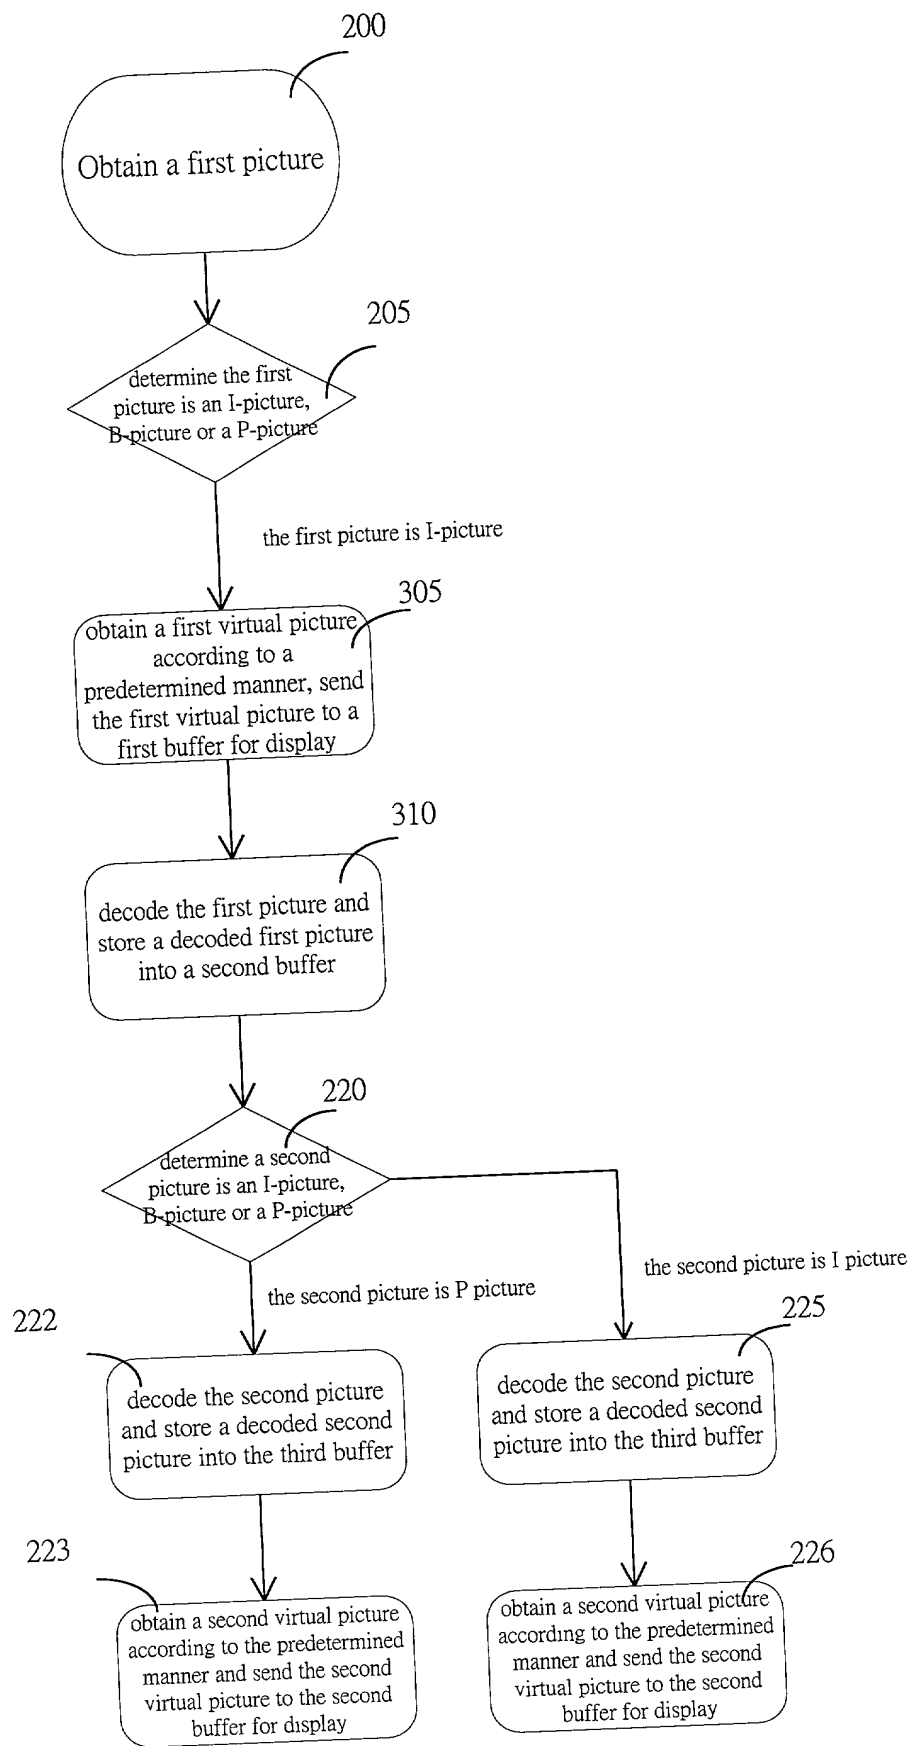 200
Obtain a first picture
205
determine the first
picture is an I-picture,
B-picture or a P-picture
the first picture is I-picture
305
obtain a first virtual picture
according to a
predetermined manner, send
the first virtual picture to a
first buffer for display
310
decode the first picture and
store a decoded first picture
into a second buffer
220
determine a second
picture is an I-picture,
B-picture or a P-picture
the second picture is P picture
the second picture is I picture
222
decode the second picture
and store a decoded second
picture into the third buffer
225
decode the second picture
and store a decoded second
picture into the third buffer
223
obtain a second virtual picture
according to the predetermined
manner and send the second
virtual picture to the second
buffer for display
226
obtain a second virtual picture
according to the predetermined
manner and send the second
virtual picture to the second
buffer for display